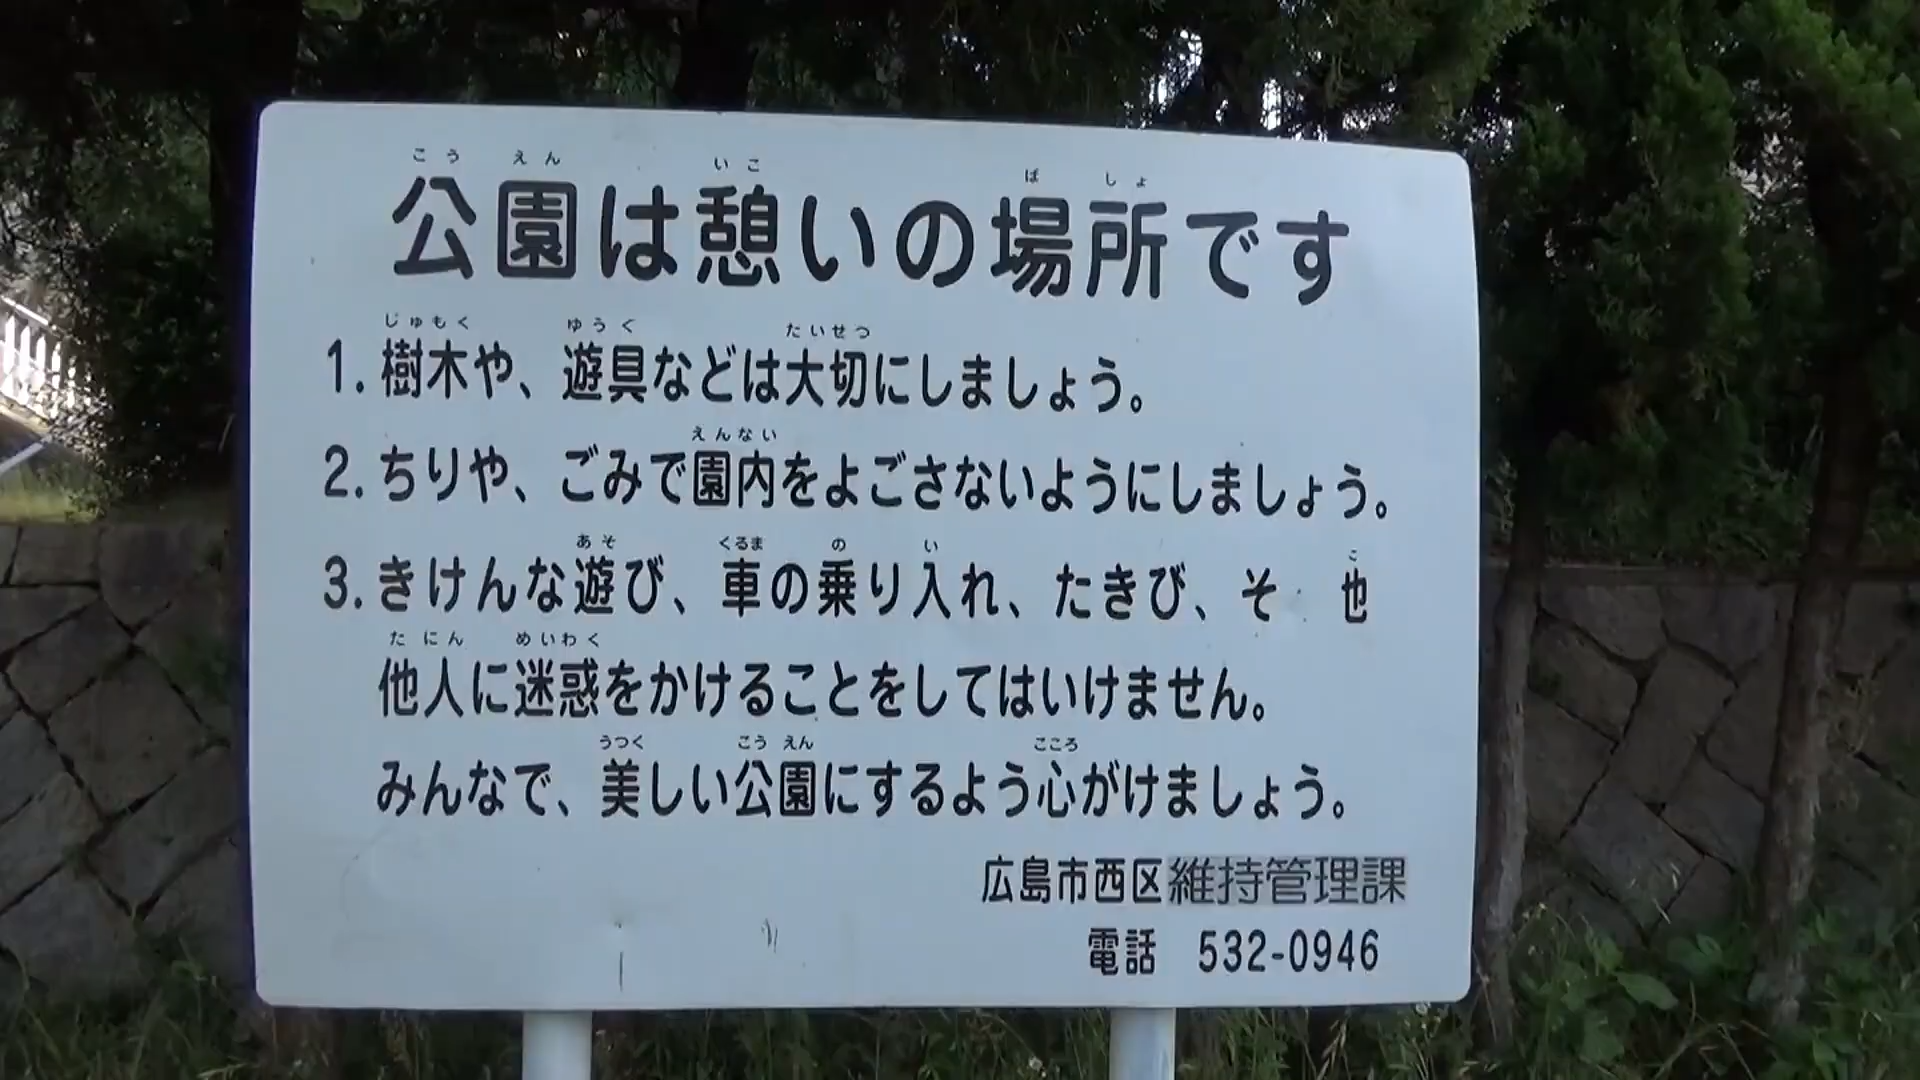 公園は憩いの場所です
1. 樹木や、遊具などは大切にしましょう。
2. ちりや、ごみで園内をよごさないようにしましょう。
3. きけんな遊び、車の乗り入れ、たきび、そ 他
他人に迷惑をかけることをしてはいけません。
みんなで、美しい公園にするよう心がけましょう。
広島市西区維持管理課
電話 532-0946